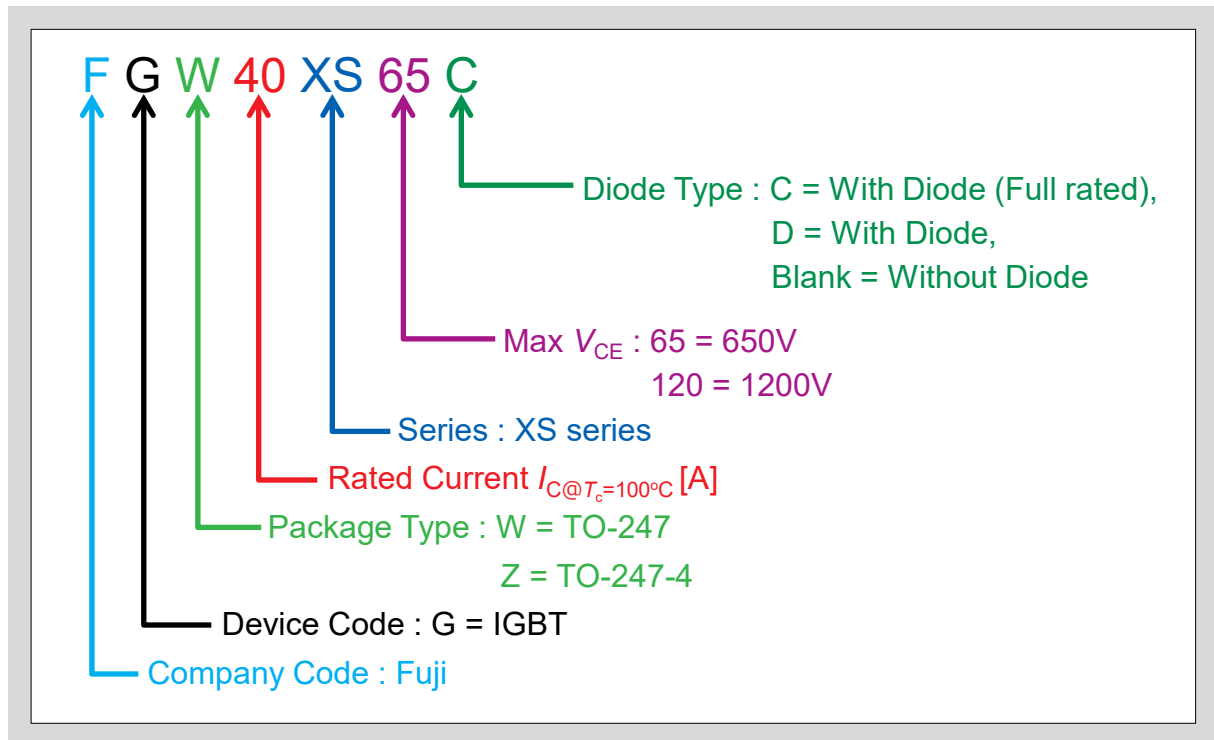 F G W 40 XS 65 C
Diode Type : C = With Diode (Full rated),
D = With Diode,
Blank = Without Diode
Max VCE : 65 = 650V
120 = 1200V
Series : XS series
Rated Current IC@Tc=100oC [A]
Package Type : W = TO-247
Z = TO-247-4
Device Code : G = IGBT
Company Code : Fuji